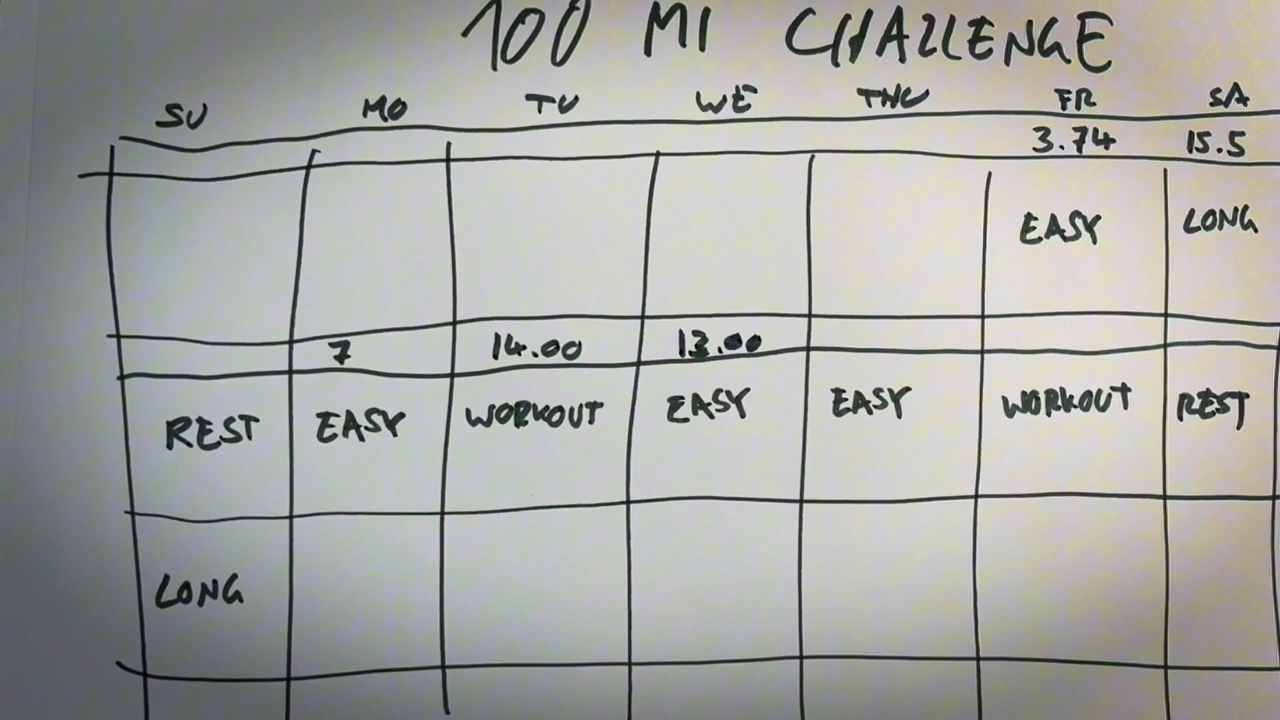 100 MI CHALLENGE
SU MO TU WE THU FR SA
3.74 15.5
EASY LONG
7 14.00 13.00
REST EASY WORKOUT EASY EASY WORKOUT REST
LONG